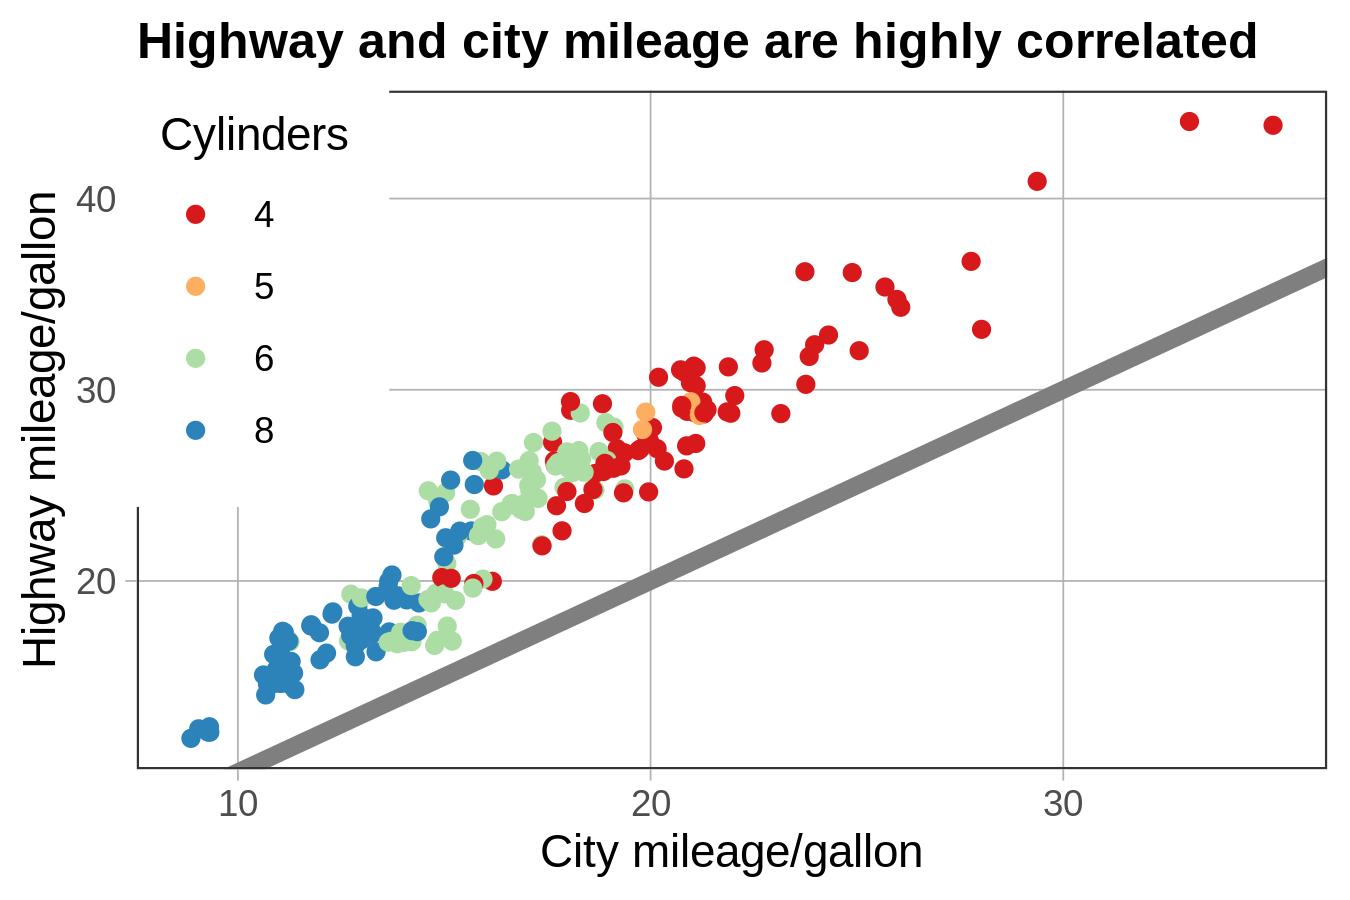 Highway and city mileage are highly correlated
Cylinders
4
5
6
8
Highway mileage/gallon
40
30
20
10
20
30
City mileage/gallon